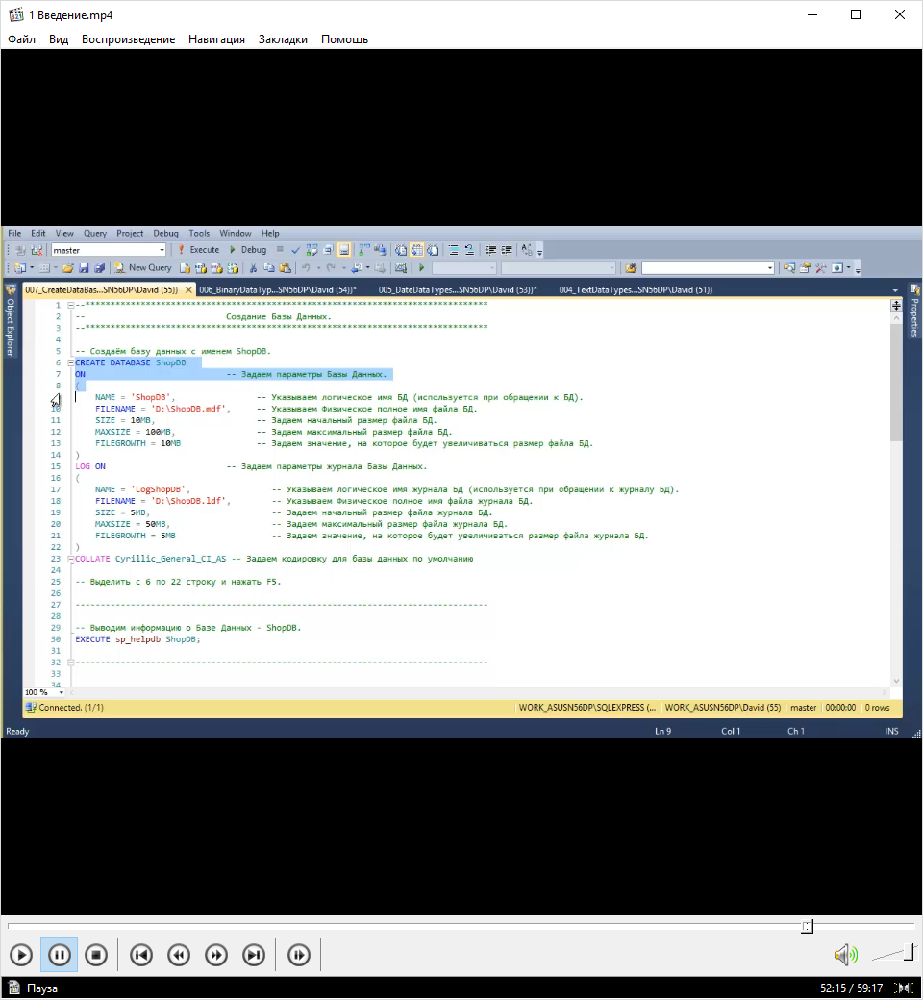 1 Введение.mp4
Файл Вид Воспроизведение Навигация Закладки Помощь
File Edit View Query Project Debug Tools Window Help
master Execute Debug
New Query
007_CreateDataBas...SN56DP\David (55)) 006_BinaryDataTyp...SN56DP\David (54))* 005_DateDataTypes...SN56DP\David (53))* 004_TextDataTypes...SN56DP\David (51))
Object Explorer
Properties
1 --********************************************************************************
2 -- Создание Базы Данных.
3 --********************************************************************************
4
5 -- Создаём базу данных с именем ShopDB.
6 CREATE DATABASE ShopDB
7 ON -- Задаем параметры Базы Данных.
8 (
NAME = 'ShopDB', -- Указываем логическое имя БД (используется при обращении к БД).
10 FILENAME = 'D:\ShopDB.mdf', -- Указываем Физическое полное имя файла БД.
11 SIZE = 10MB, -- Задаем начальный размер файла БД.
12 MAXSIZE = 100MB, -- Задаем максимальный размер файла БД.
13 FILEGROWTH = 10MB -- Задаем значение, на которое будет увеличиваться размер файла БД.
14 )
15 LOG ON -- Задаем параметры журнала Базы Данных.
16 (
17 NAME = 'LogShopDB', -- Указываем логическое имя журнала БД (используется при обращении к журналу БД).
18 FILENAME = 'D:\ShopDB.ldf', -- Указываем Физическое полное имя файла журнала БД.
19 SIZE = 5MB, -- Задаем начальный размер файла журнала БД.
20 MAXSIZE = 50MB, -- Задаем максимальный размер файла журнала БД.
21 FILEGROWTH = 5MB -- Задаем значение, на которое будет увеличиваться размер файла журнала БД.
22 )
23 COLLATE Cyrillic_General_CI_AS -- Задаем кодировку для базы данных по умолчанию
24
25 -- Выделить с 6 по 22 строку и нажать F5.
26
27 ----------------------------------------------------------------------------------
28
29 -- Выводим информацию о Базе Данных - ShopDB.
30 EXECUTE sp_helpdb ShopDB;
31
32 ----------------------------------------------------------------------------------
33
34
100 %
Connected. (1/1) WORK_ASUSN56DP\SQLEXPRESS (... WORK_ASUSN56DP\David (55) master 00:00:00 0 rows
Ready Ln 9 Col 1 Ch 1 INS
Пауза 52:15 / 59:17